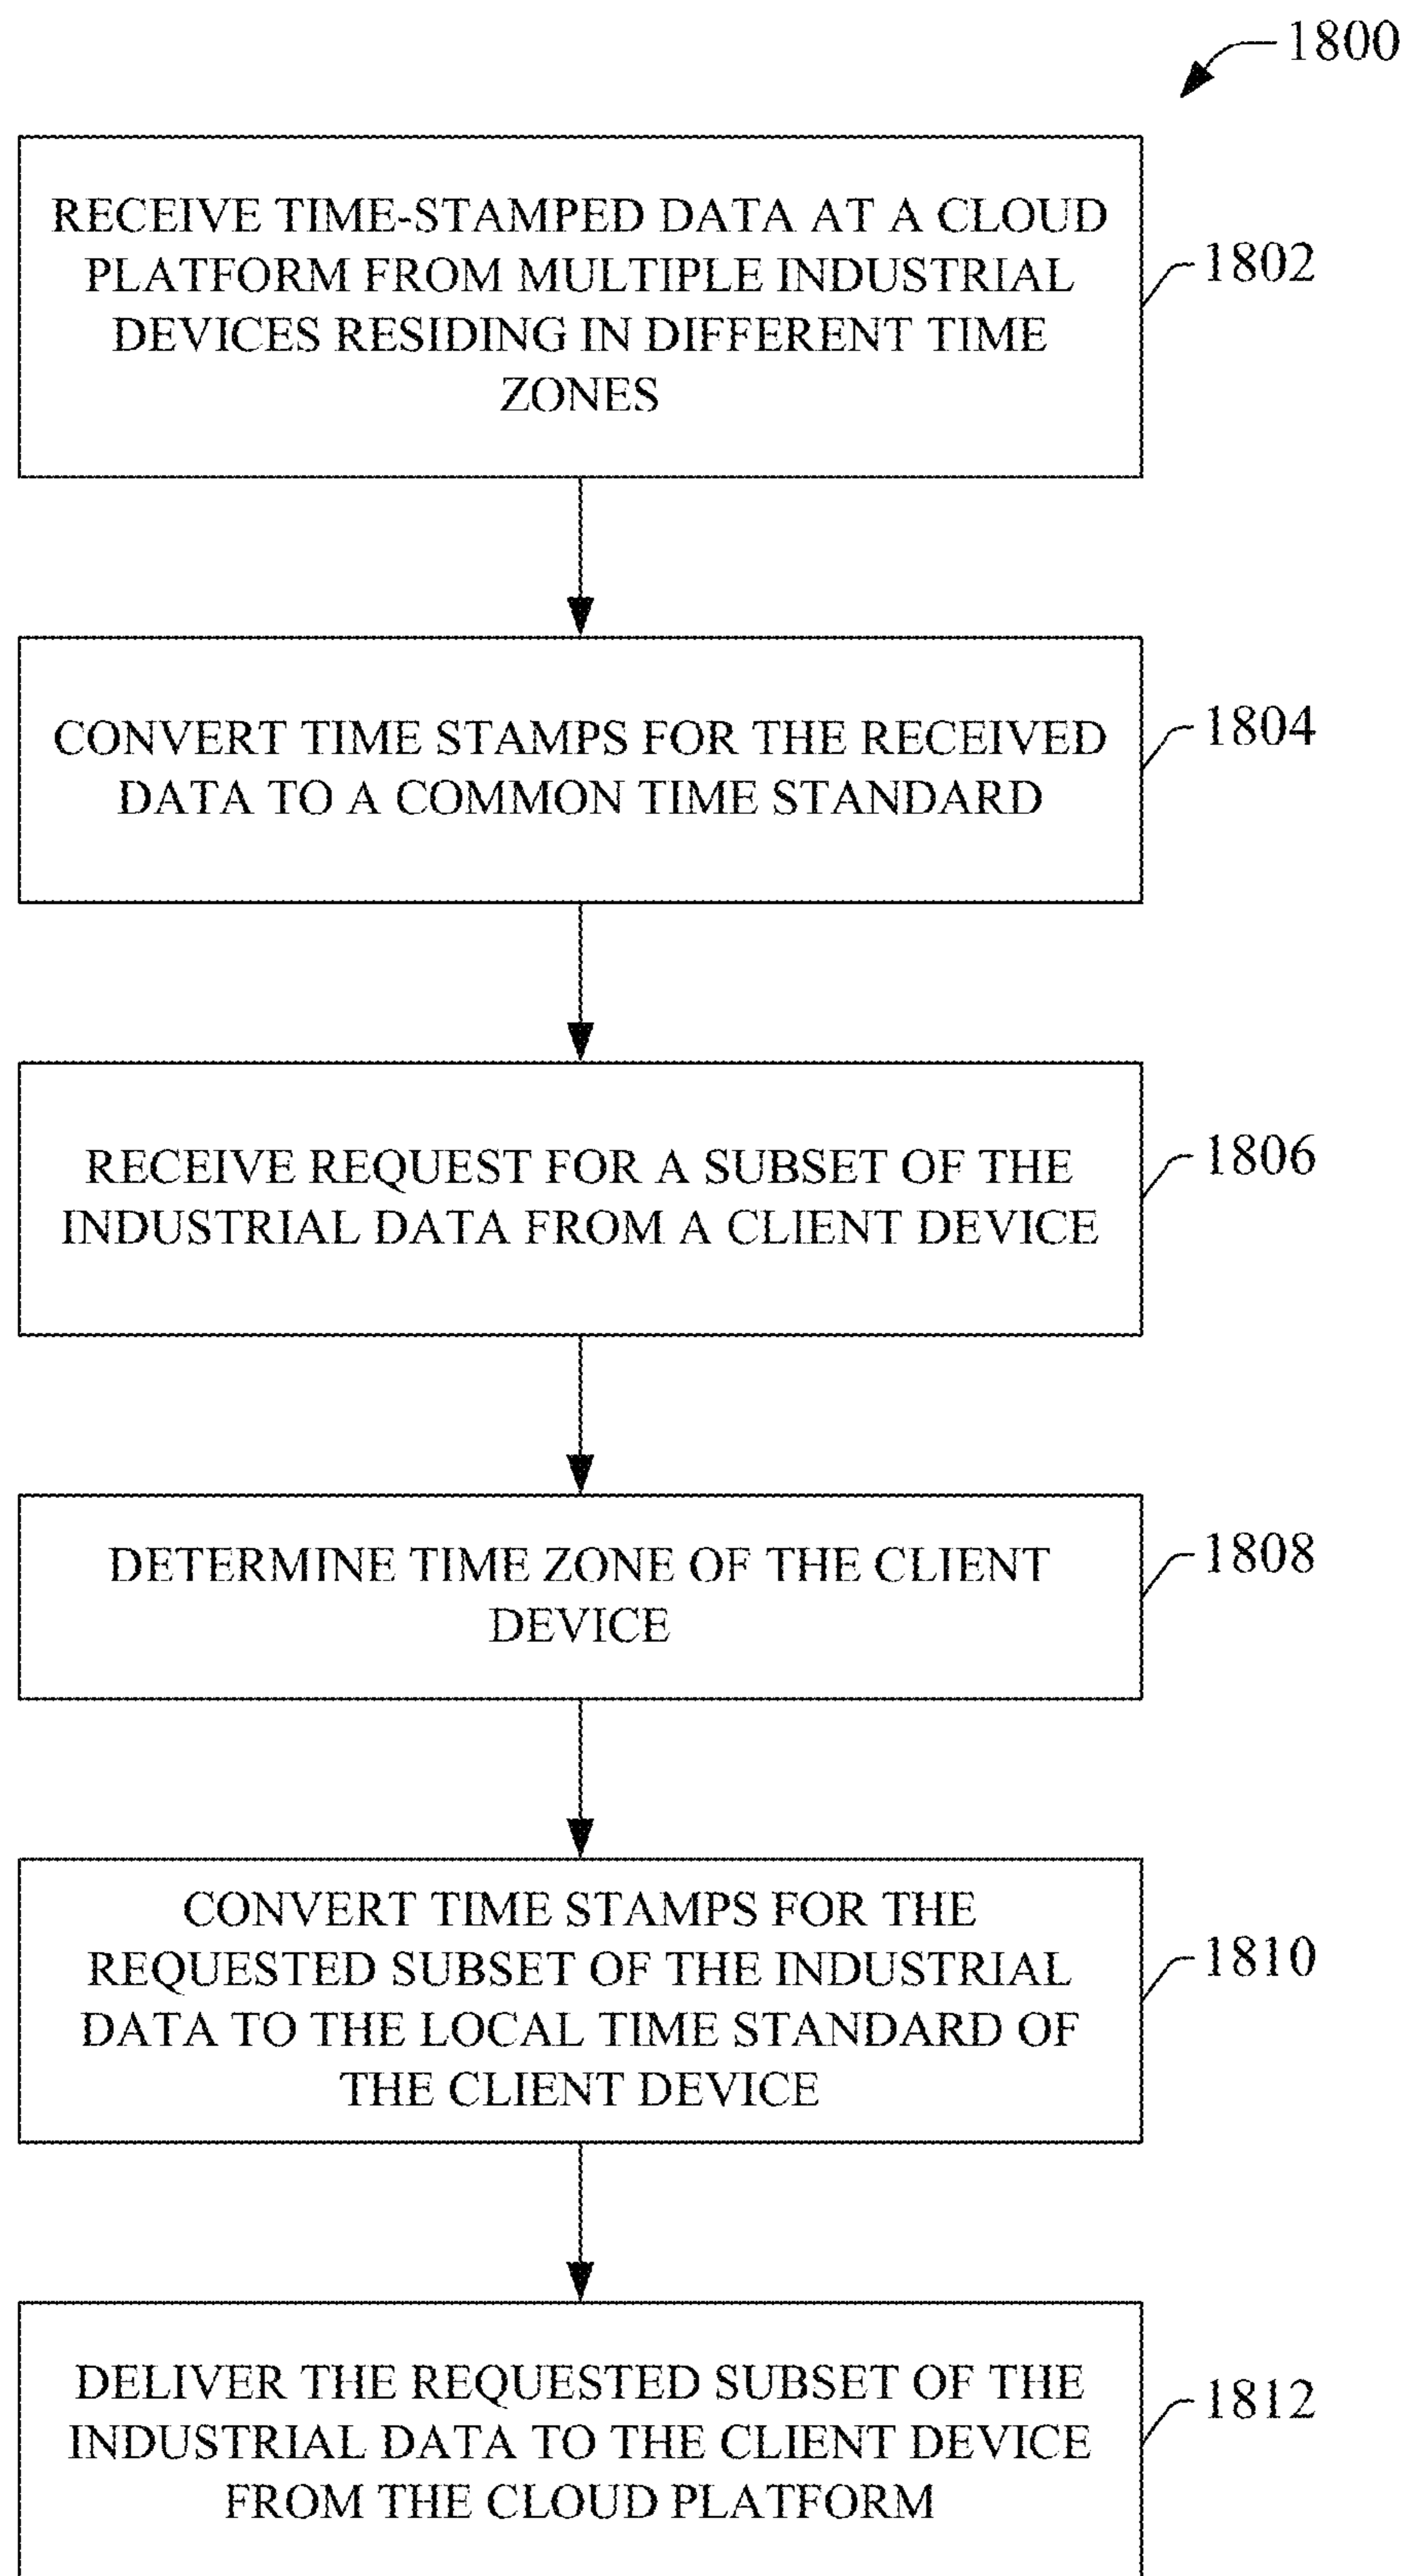 1800
RECEIVE TIME-STAMPED DATA AT A CLOUD
PLATFORM FROM MULTIPLE INDUSTRIAL
DEVICES RESIDING IN DIFFERENT TIME
ZONES
1802
CONVERT TIME STAMPS FOR THE RECEIVED
DATA TO A COMMON TIME STANDARD
1804
RECEIVE REQUEST FOR A SUBSET OF THE
INDUSTRIAL DATA FROM A CLIENT DEVICE
1806
DETERMINE TIME ZONE OF THE CLIENT
DEVICE
1808
CONVERT TIME STAMPS FOR THE
REQUESTED SUBSET OF THE INDUSTRIAL
DATA TO THE LOCAL TIME STANDARD OF
THE CLIENT DEVICE
1810
DELIVER THE REQUESTED SUBSET OF THE
INDUSTRIAL DATA TO THE CLIENT DEVICE
FROM THE CLOUD PLATFORM
1812